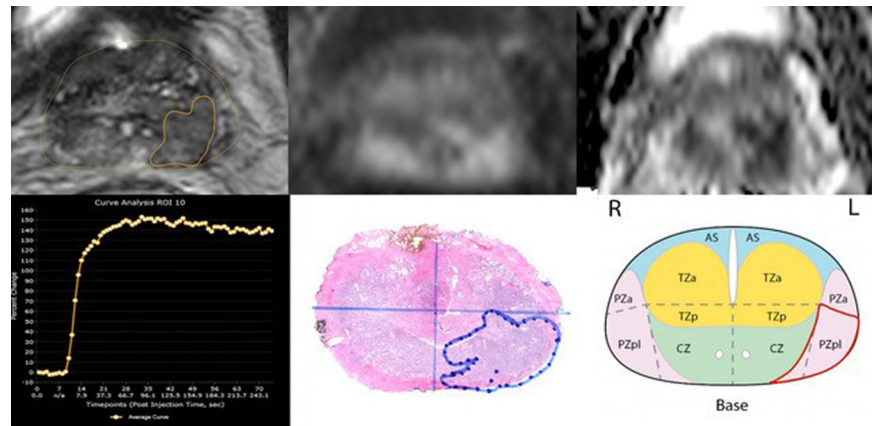 Curve Analysis ROI 10
Percent Change
160
150
140
130
120
110
100
90
80
70
60
50
40
30
20
10
0
-10
0 7 14 21 28 35 42 49 56 63 70
0.0 n/a 7.9 37.3 66.7 96.1 125.5 154.9 184.3 213.7 243.1
Timepoints (Post Injection Time, sec)
Average Curve
R L
AS AS
TZa TZa
PZa PZa
TZp TZp
PZpl CZ CZ PZpl
Base